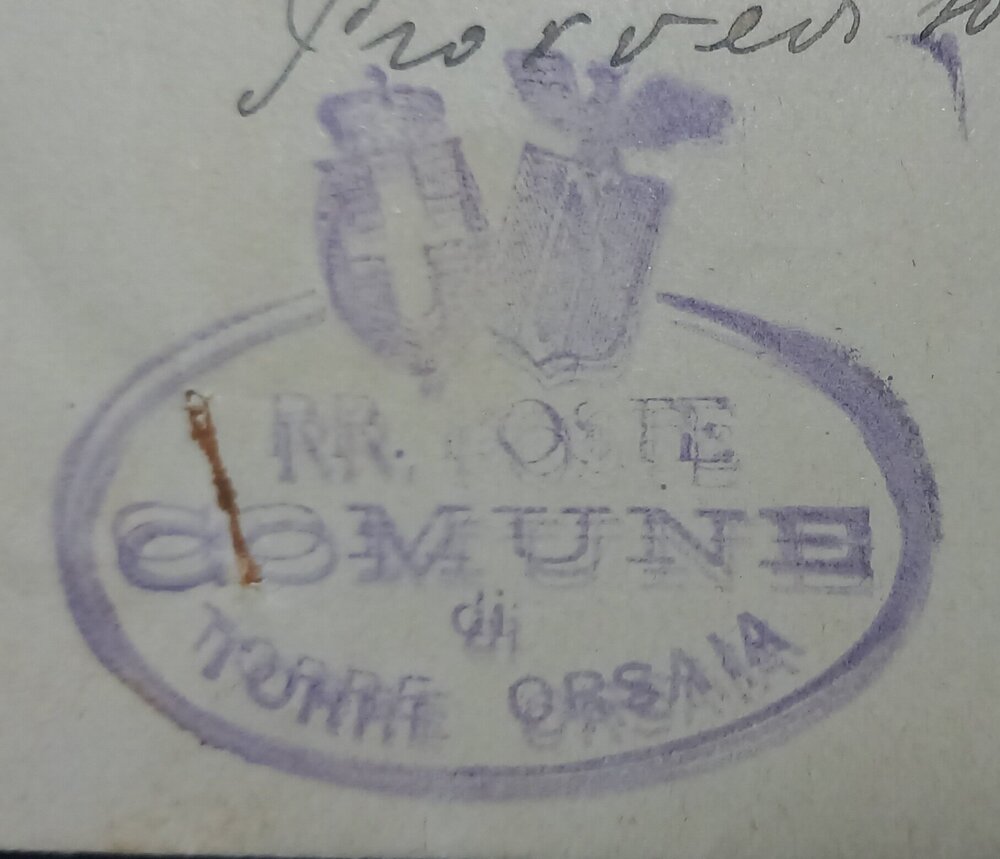 RR. POSTE
COMUNE
di
TORRE ORSAIA